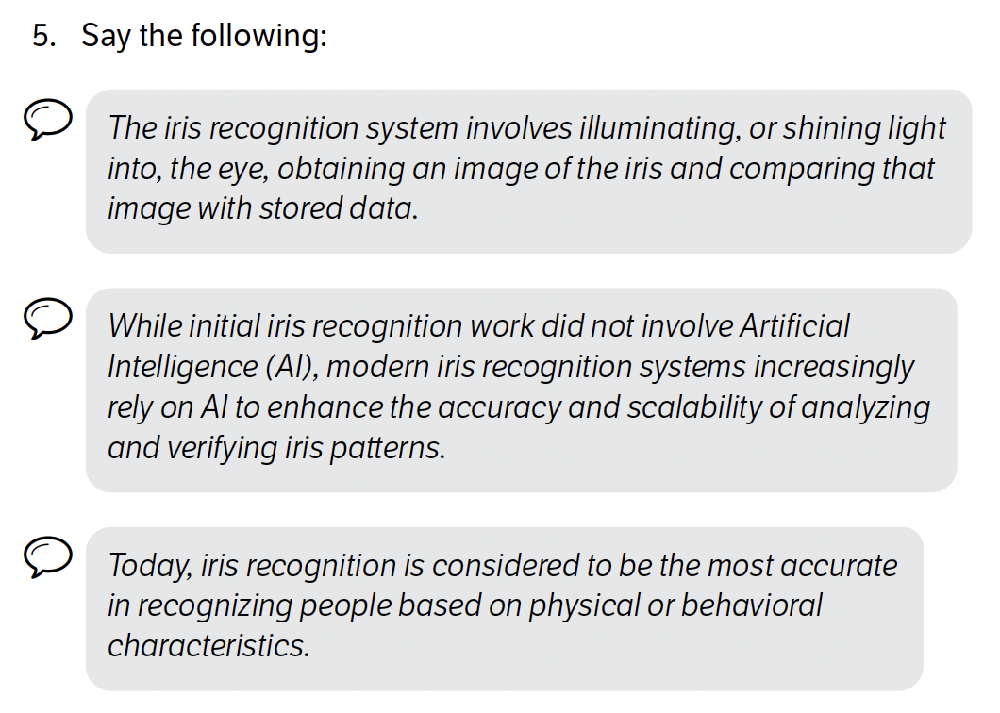 5. Say the following:
The iris recognition system involves illuminating, or shining light
into, the eye, obtaining an image of the iris and comparing that
image with stored data.
While initial iris recognition work did not involve Artificial
Intelligence (AI), modern iris recognition systems increasingly
rely on AI to enhance the accuracy and scalability of analyzing
and verifying iris patterns.
Today, iris recognition is considered to be the most accurate
in recognizing people based on physical or behavioral
characteristics.